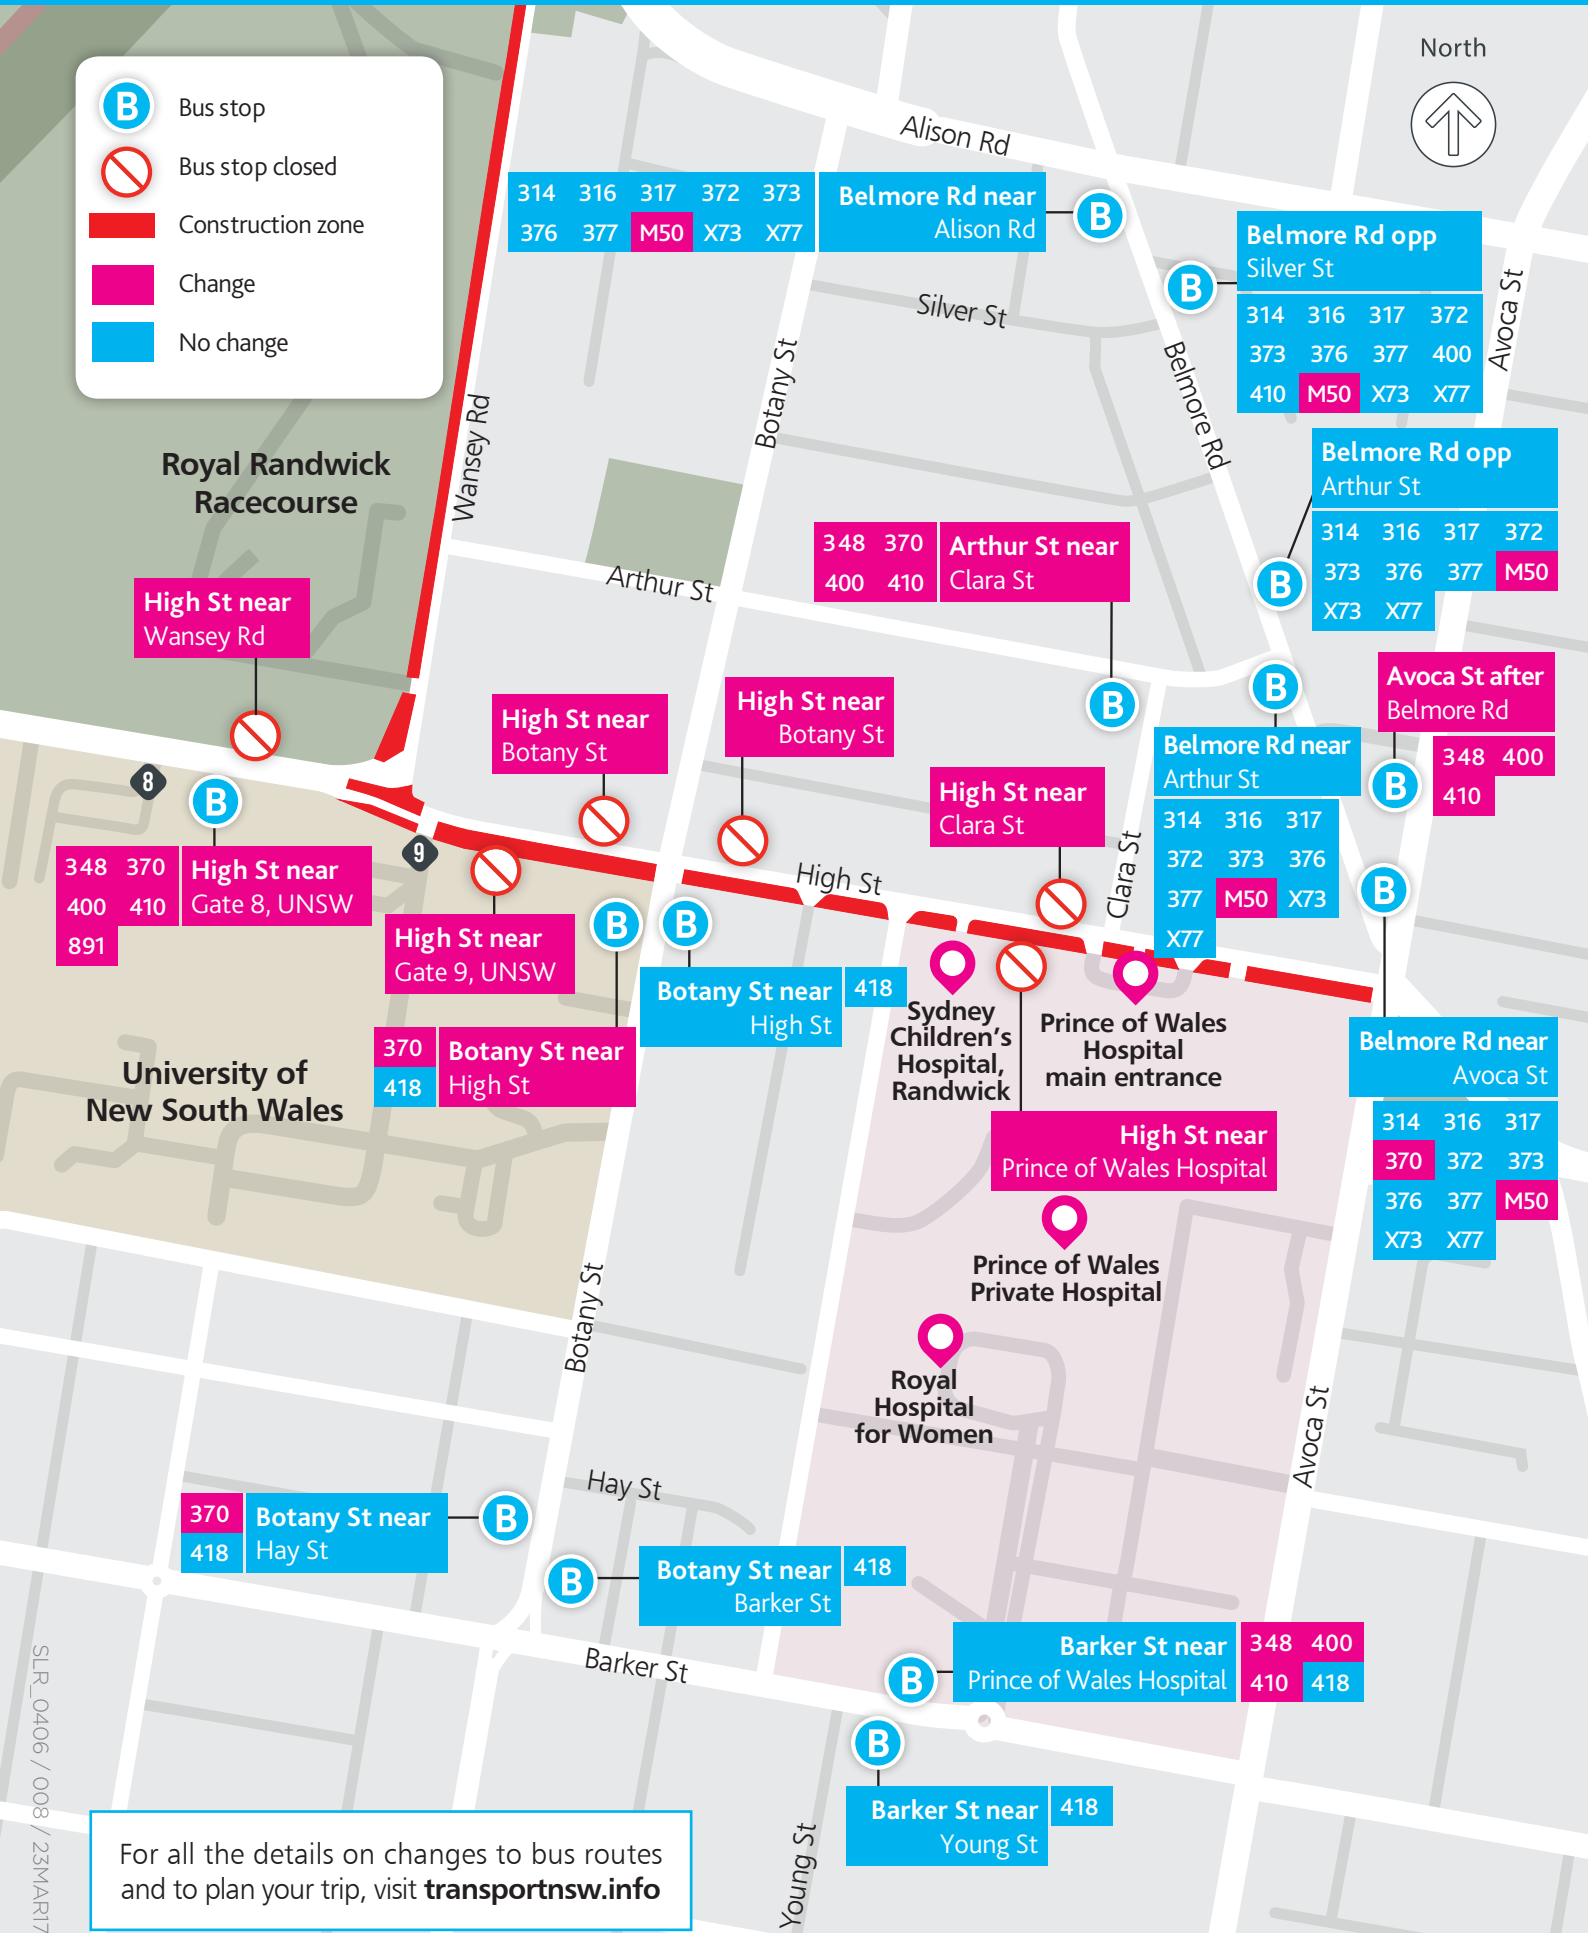 North
B
Bus stop
Bus stop closed
Construction zone
Change
No change
Alison Rd
314 316 317 372 373
376 377 M50 X73 X77
Belmore Rd near
Alison Rd
B
Belmore Rd opp
Silver St
B
314 316 317 372
373 376 377 400
410 M50 X73 X77
Silver St
Avoca St
Botany St
Belmore Rd
Wansey Rd
Royal Randwick
Racecourse
Belmore Rd opp
Arthur St
314 316 317 372
373 376 377 M50
X73 X77
B
348 370
400 410
Arthur St near
Clara St
Arthur St
High St near
Wansey Rd
Avoca St after
Belmore Rd
348 400
410
B
B
B
High St near
Botany St
High St near
Botany St
Belmore Rd near
Arthur St
314 316 317
372 373 376
377 M50 X73
X77
High St near
Clara St
8
B
9
348 370
400 410
891
High St near
Gate 8, UNSW
High St
Clara St
B
High St near
Gate 9, UNSW
B
B
Botany St near
High St
418
370
418
Botany St near
High St
Sydney
Children's
Hospital,
Randwick
Prince of Wales
Hospital
main entrance
Belmore Rd near
Avoca St
314 316 317
370 372 373
376 377 M50
X73 X77
University of
New South Wales
High St near
Prince of Wales Hospital
Prince of Wales
Private Hospital
Botany St
Royal
Hospital
for Women
Avoca St
Hay St
370
418
Botany St near
Hay St
B
B
Botany St near
Barker St
418
Barker St
B
Barker St near
Prince of Wales Hospital
348 400
410 418
B
Barker St near
Young St
418
Young St
For all the details on changes to bus routes
and to plan your trip, visit transportnsw.info
SLR_0406 / 008 / 23MAR17